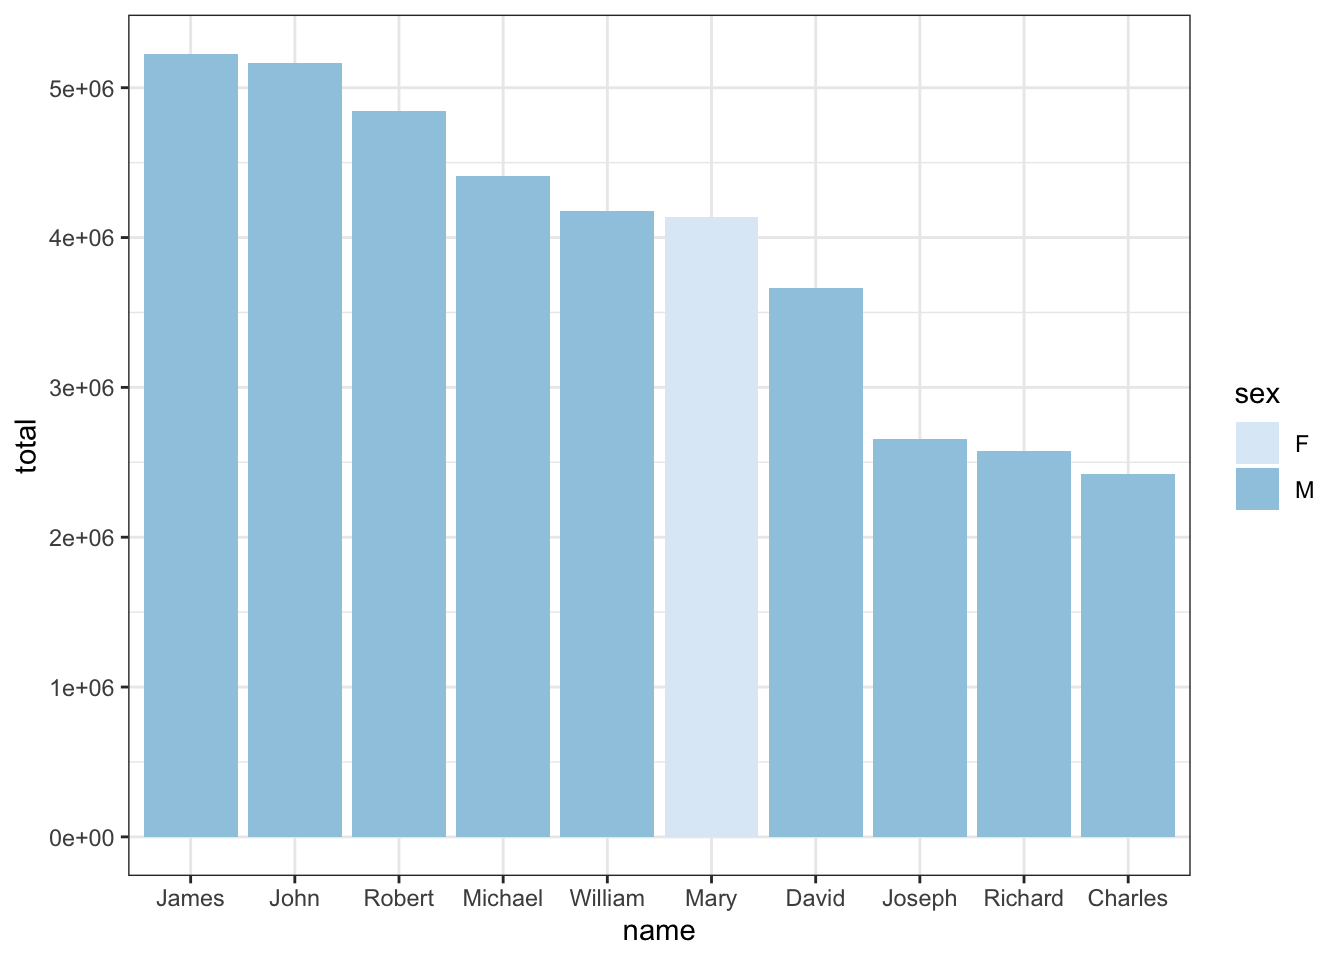 total
5e+06
4e+06
3e+06
2e+06
1e+06
0e+00
James John Robert Michael William Mary David Joseph Richard Charles
name
sex
F
M